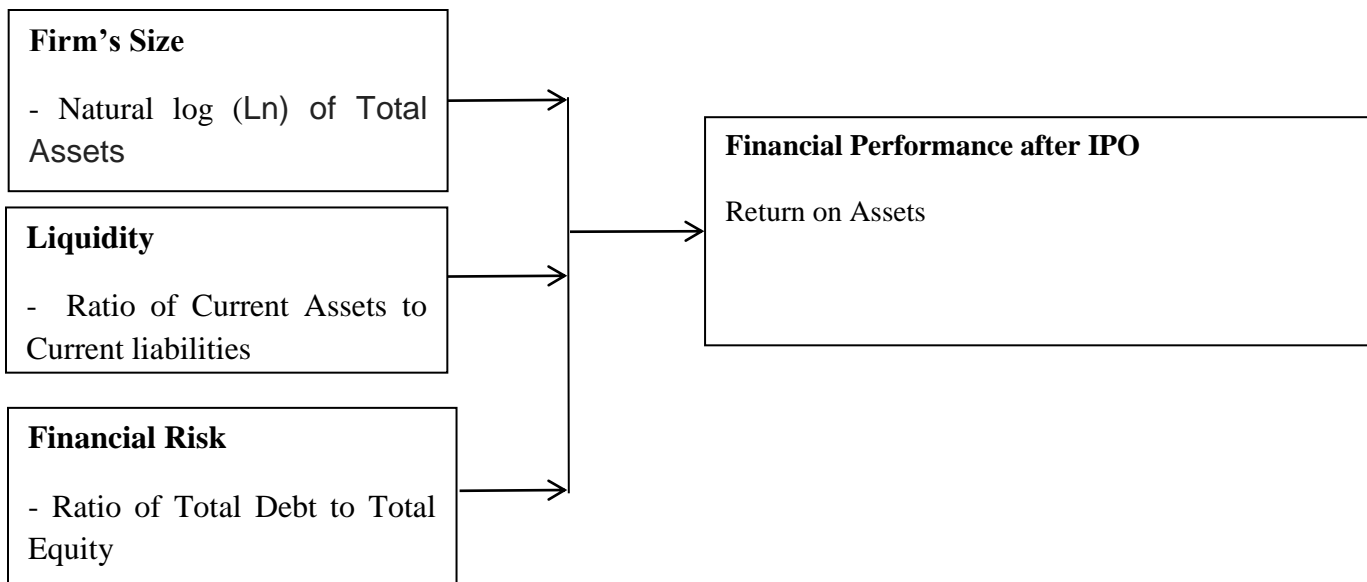 Firm’s Size
- Natural log (Ln) of Total
Assets
Liquidity
- Ratio of Current Assets to
Current liabilities
Financial Risk
- Ratio of Total Debt to Total
Equity
Financial Performance after IPO
Return on Assets